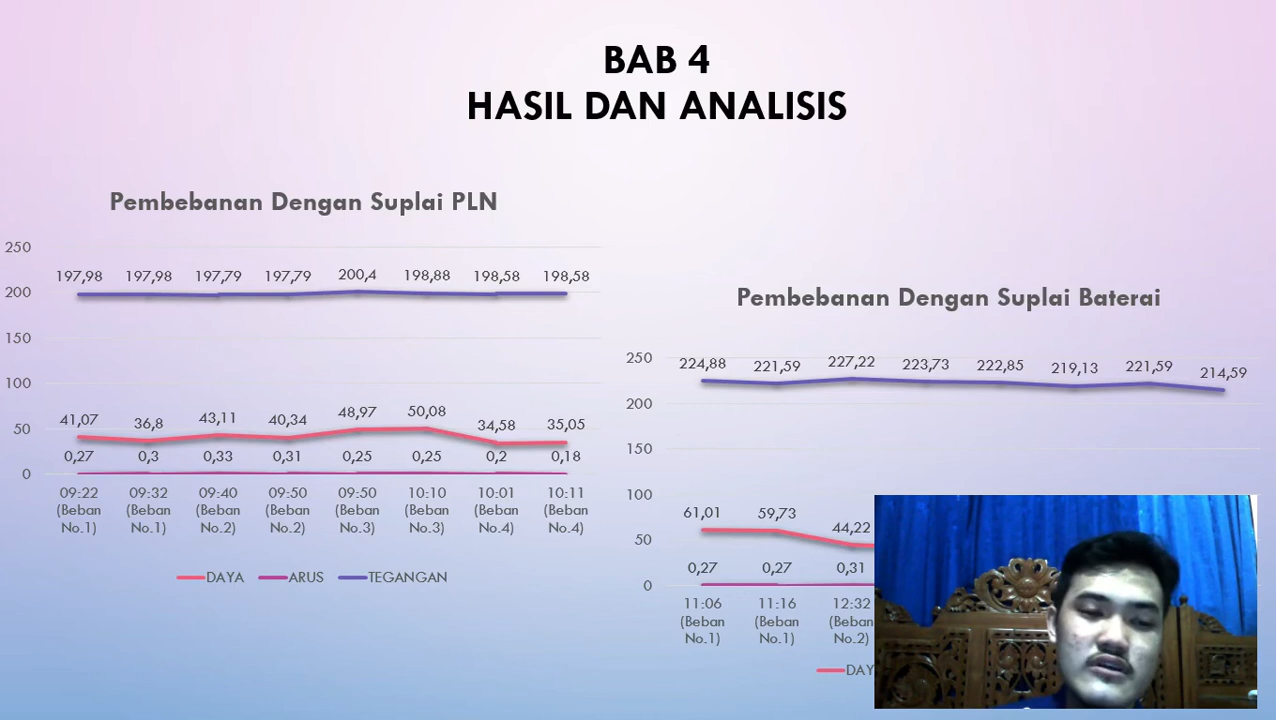 BAB 4
HASIL DAN ANALISIS
Pembebanan Dengan Suplai PLN
250
200
150
100
50
0
197,98 197,98 197,79 197,79 200,4 198,88 198,58 198,58
41,07 36,8 43,11 40,34 48,97 50,08 34,58 35,05
0,27 0,3 0,33 0,31 0,25 0,25 0,2 0,18
09:22 09:32 09:40 09:50 09:50 10:10 10:01 10:11
(Beban (Beban (Beban (Beban (Beban (Beban (Beban (Beban
No.1) No.1) No.2) No.2) No.3) No.3) No.4) No.4)
DAYA ARUS TEGANGAN
Pembebanan Dengan Suplai Baterai
250
200
150
100
50
0
224,88 221,59 227,22 223,73 222,85 219,13 221,59 214,59
61,01 59,73 44,22
0,27 0,27 0,31
11:06 11:16 12:32
(Beban (Beban (Beban
No.1) No.1) No.2)